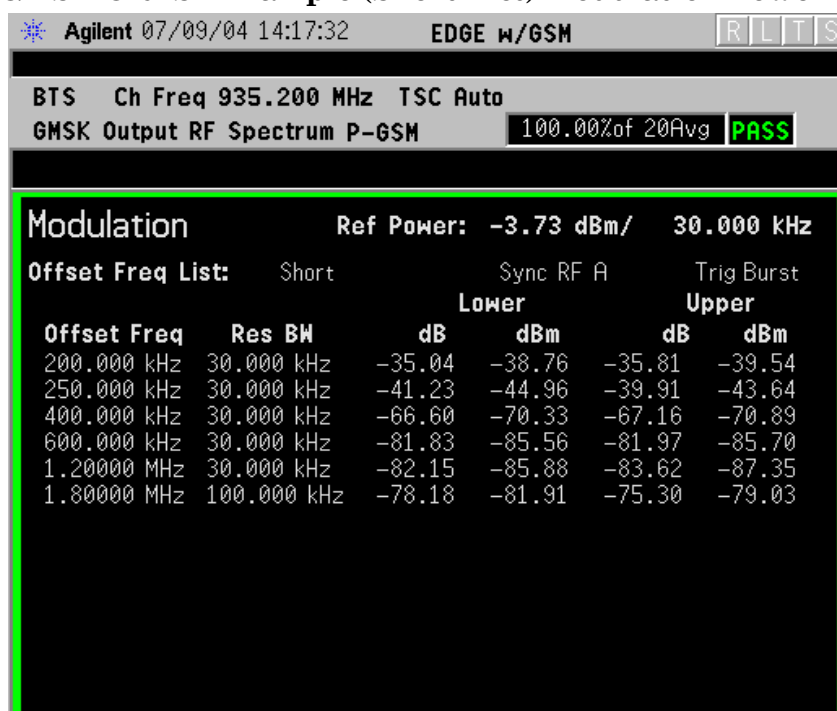 Agilent 07/09/04 14:17:32 EDGE W/GSM R L T S
BTS Ch Freq 935.200 MHz TSC Auto
GMSK Output RF Spectrum P-GSM 100.00%of 20Avg PASS
Modulation Ref Power: -3.73 dBm/ 30.000 kHz
Offset Freq List: Short Sync RF A Trig Burst
Lower Upper
Offset Freq Res BW dB dBm dB dBm
200.000 kHz 30.000 kHz -35.04 -38.76 -35.81 -39.54
250.000 kHz 30.000 kHz -41.23 -44.96 -39.91 -43.64
400.000 kHz 30.000 kHz -66.60 -70.33 -67.16 -70.89
600.000 kHz 30.000 kHz -81.83 -85.56 -81.97 -85.70
1.20000 MHz 30.000 kHz -82.15 -85.88 -83.62 -87.35
1.80000 MHz 100.000 kHz -78.18 -81.91 -75.30 -79.03